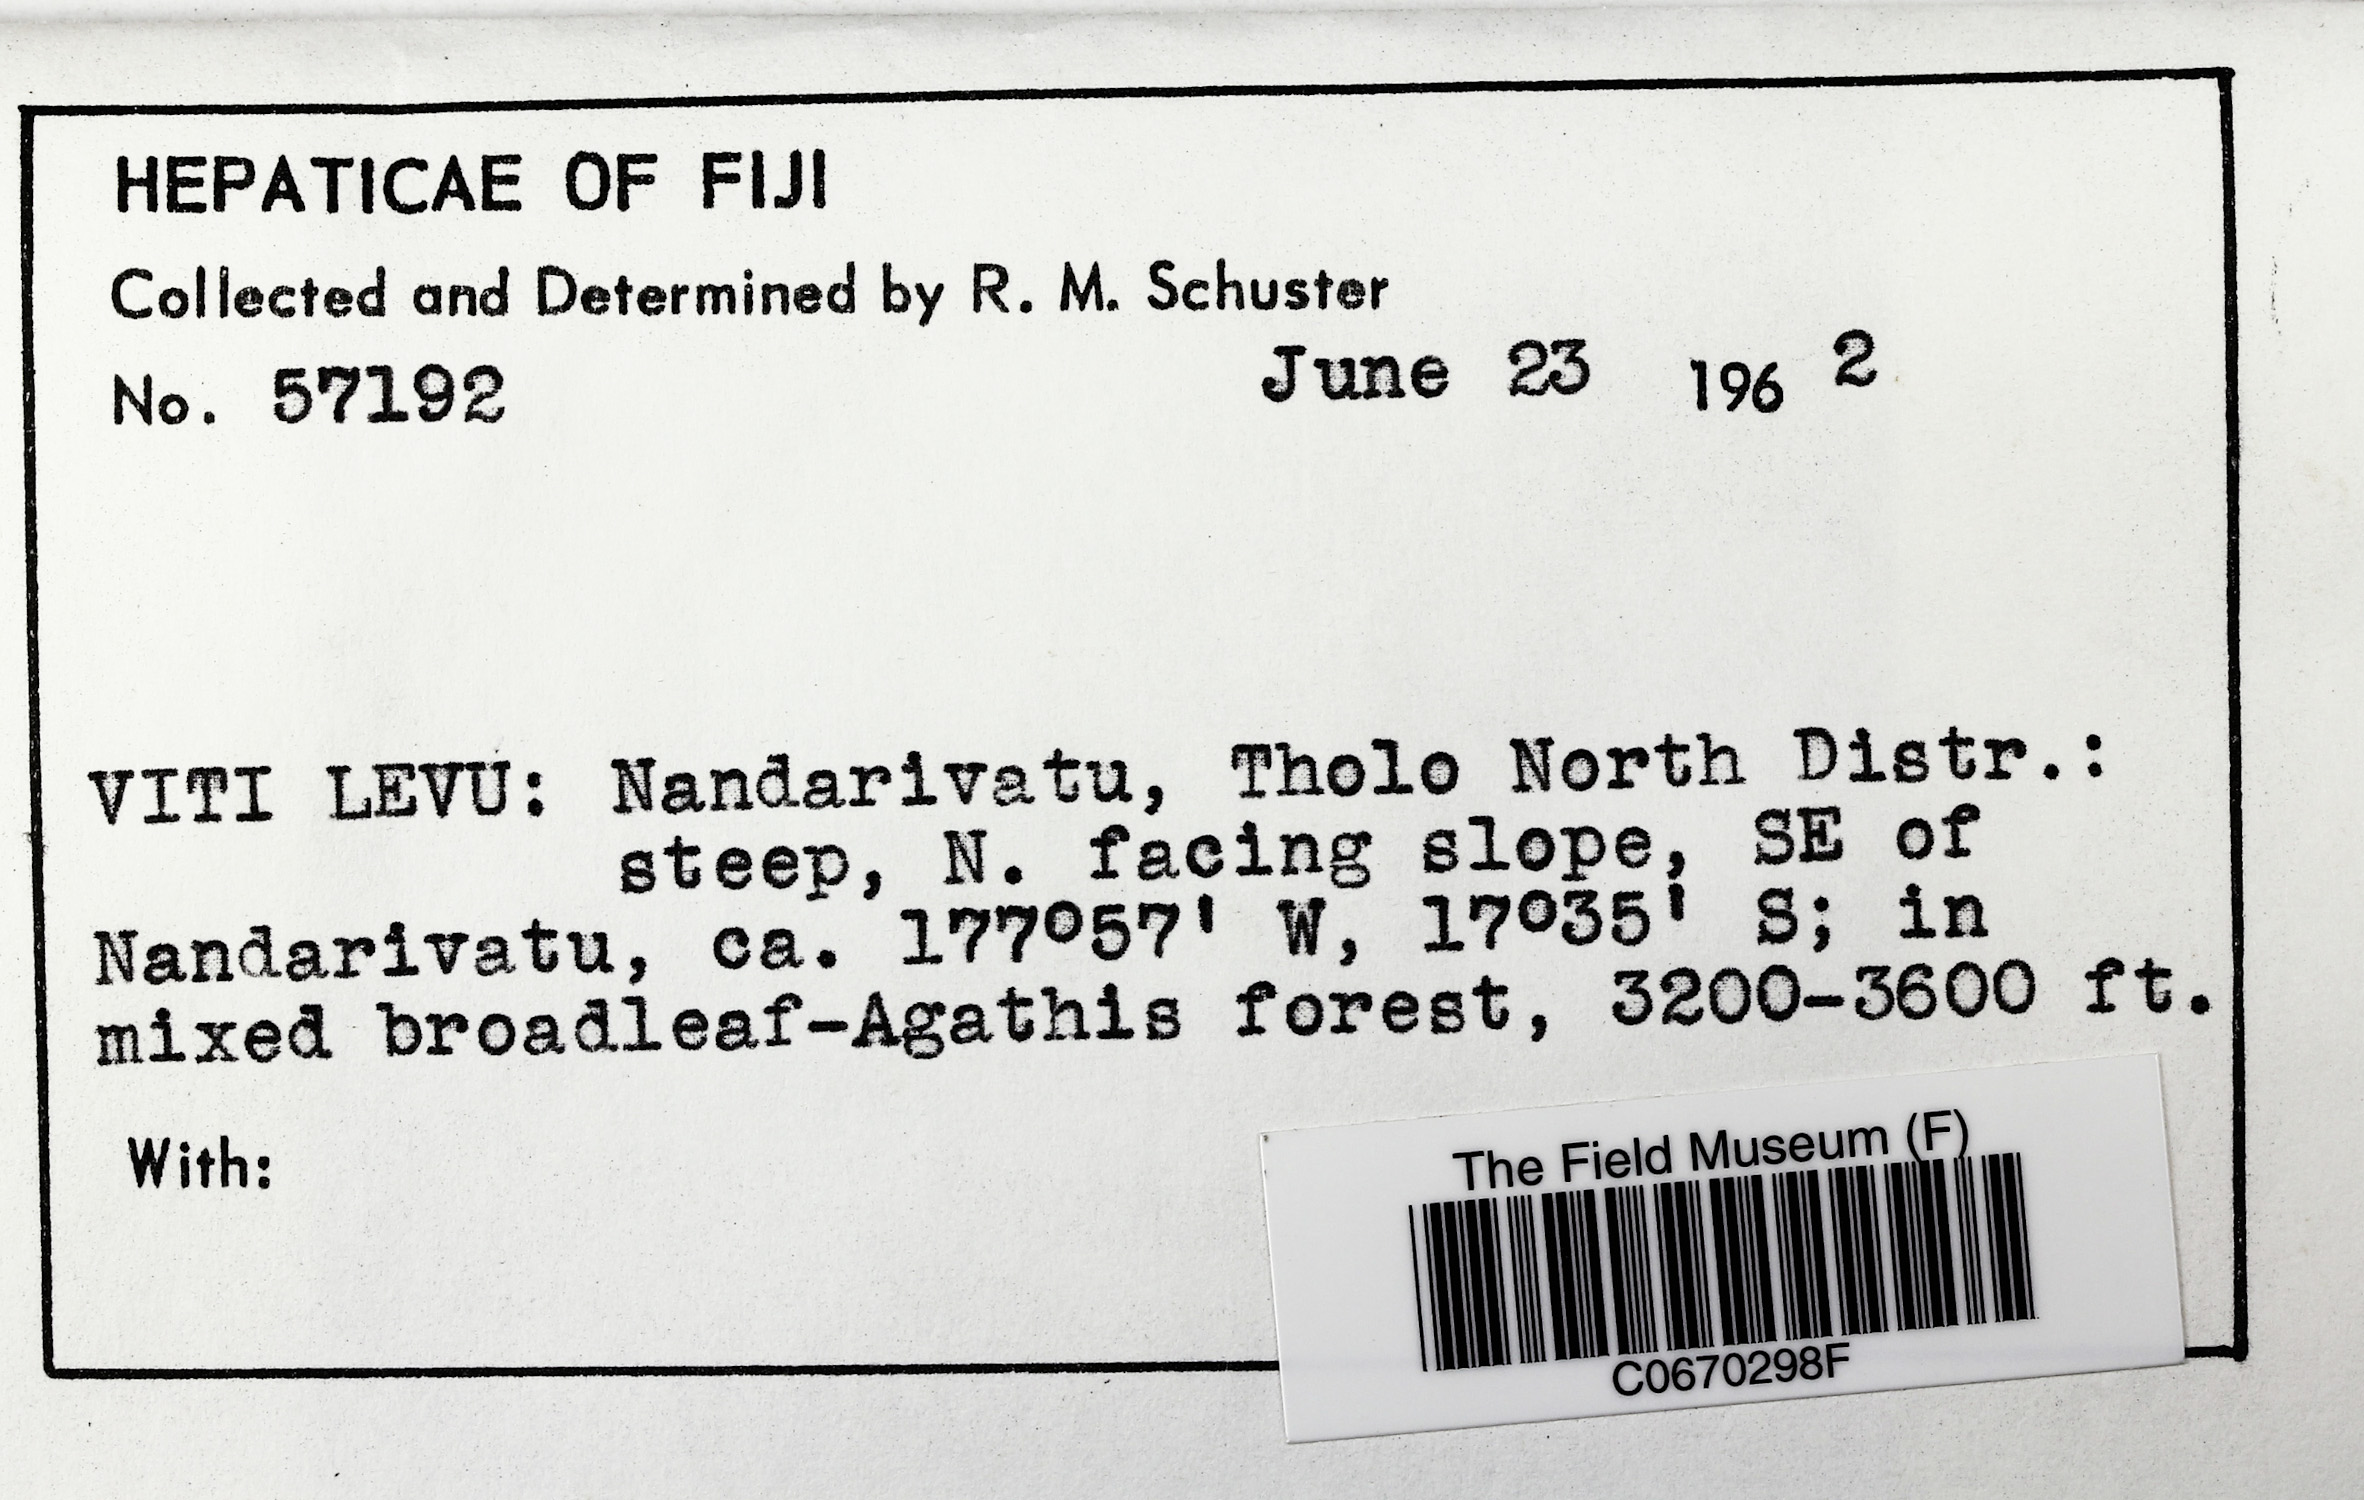 HEPATICAE OF FIJI
Collected and Determined by R. M. Schuster
No. 57192 June 23 196 2
VITI LEVU: Nandarivatu, Tholo North Distr.:
steep, N. facing slope, SE of
Nandarivatu, ca. 177°57' W, 17°35' S; in
mixed broadleaf-Agathis forest, 3200-3600 ft.
With:
The Field Museum (F)
C0670298F